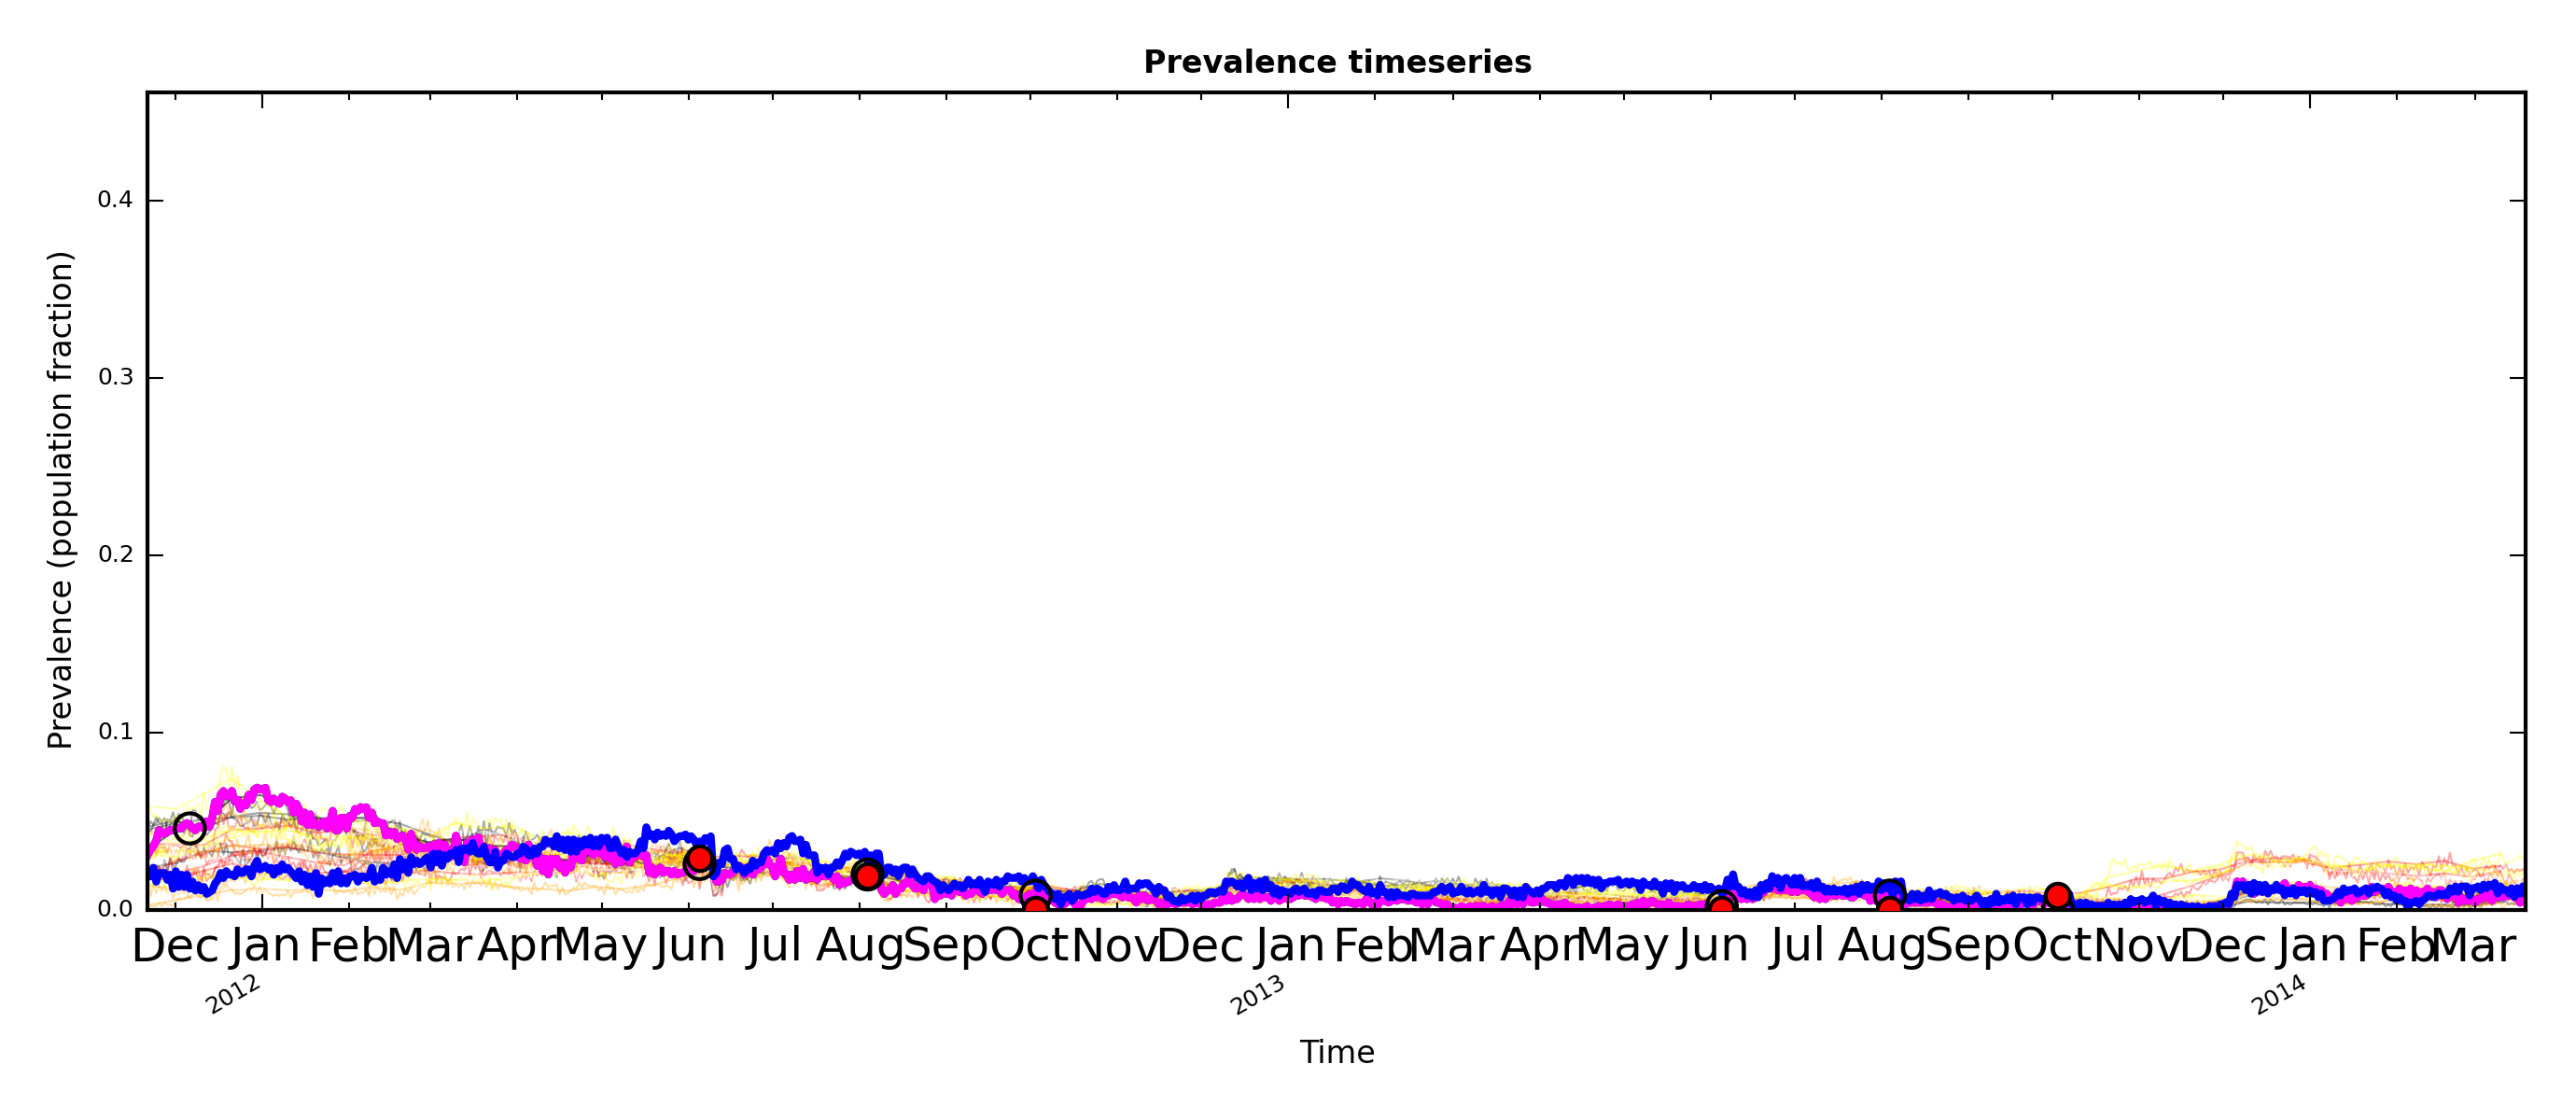 Prevalence timeseries
Prevalence (population fraction)
0.4
0.3
0.2
0.1
0.0
Dec Jan Feb Mar Apr May Jun Jul Aug Sep Oct Nov Dec Jan Feb Mar Apr May Jun Jul Aug Sep Oct Nov Dec Jan Feb Mar
2012 2013 2014
Time